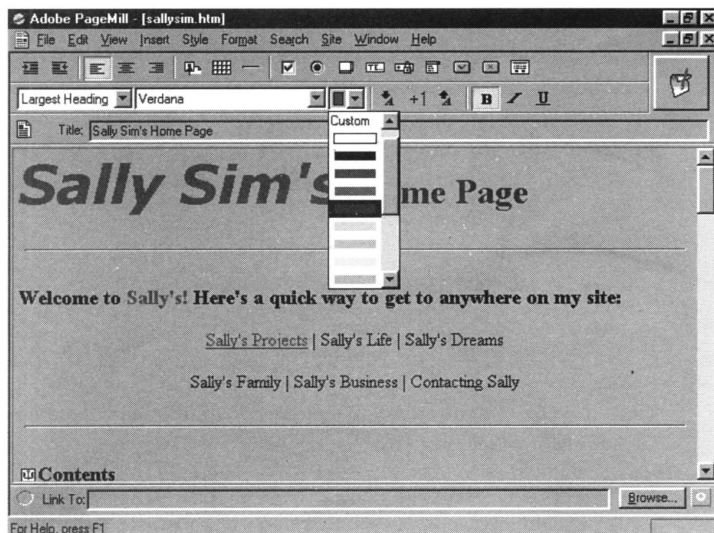 Adobe PageMill - [sallysim.htm]
File Edit View Insert Style Format Search Site Window Help
Largest Heading Verdana +1 B I U
Title: Sally Sim's Home Page
Custom
Sally Sim's me Page
Welcome to Sally's! Here's a quick way to get to anywhere on my site:
Sally's Projects | Sally's Life | Sally's Dreams
Sally's Family | Sally's Business | Contacting Sally
Contents
Link To: Browse...
For Help, press F1